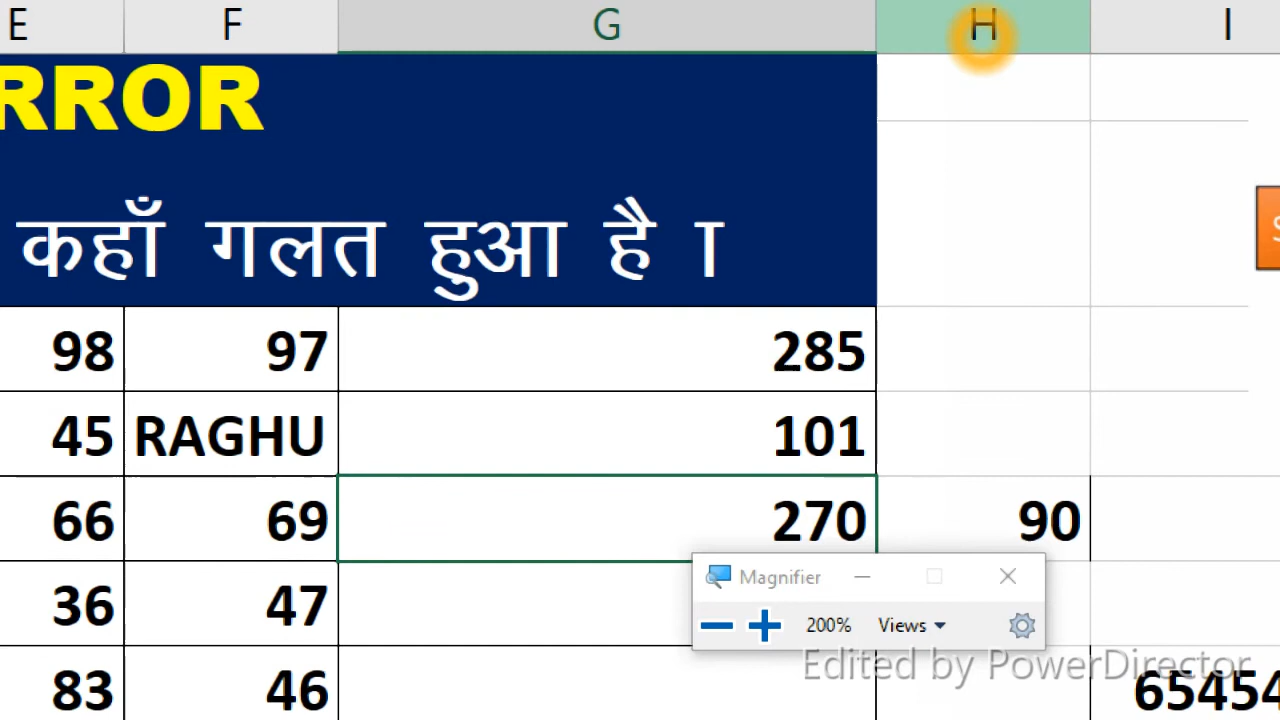 E F G H I
RROR
कहाँ गलत हुआ है I
98 97 285
45 RAGHU 101
66 69 270 90
Magnifier
36 47
200% Views
Edited by PowerDirector
83 46 65454